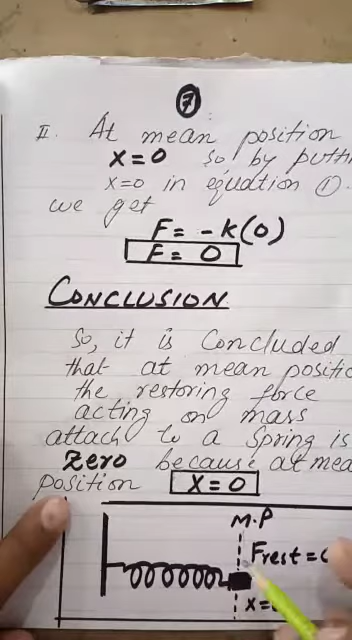 7
II. At mean position
x=0 so by putti
x=0 in equation ①.
we get
F = -k(0)
F = 0
CONCLUSION
So, it is Concluded
that at mean positio
the restoring force
acting on mass
attach to a Spring is
Zero because at mea
position x=0
M.P
Frest =
x=